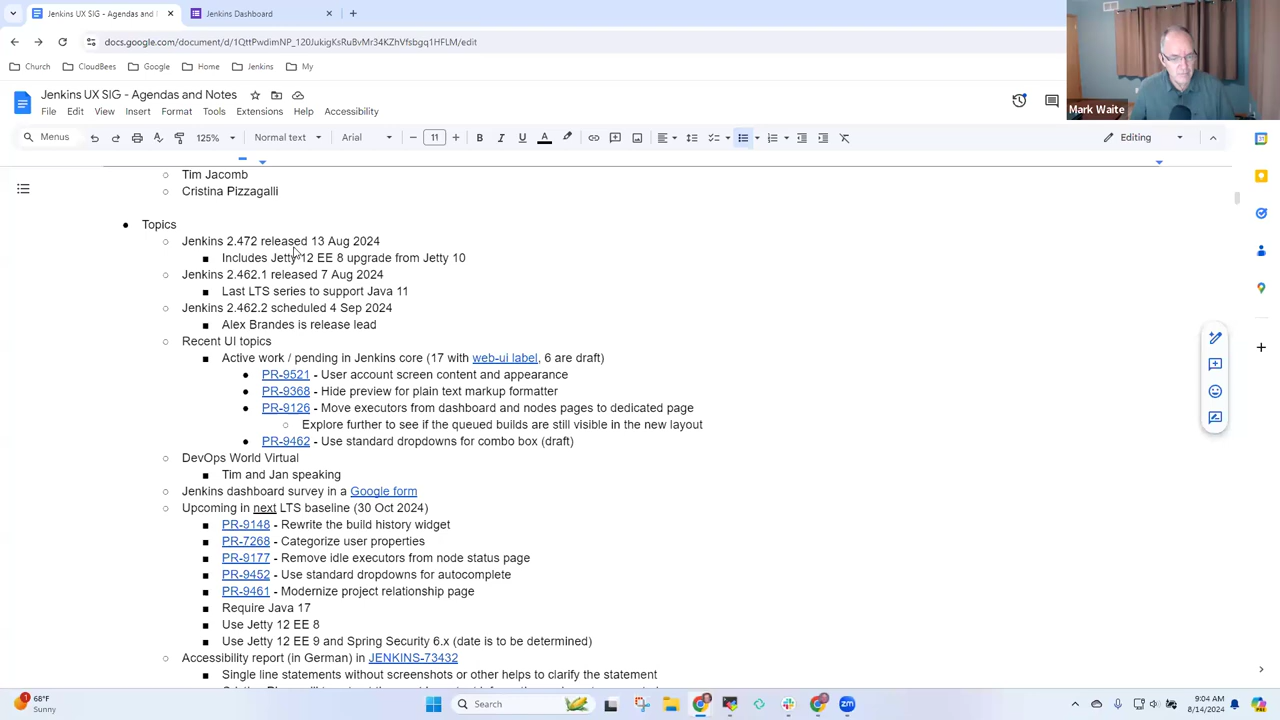 Jenkins UX SIG - Agendas and
Jenkins Dashboard
docs.google.com/document/d/1QttPwdimNP_120JukigKsRuBvMr34KZhVfsbgq1HFLM/edit
Church
CloudBees
Google
Home
Jenkins
My
Jenkins UX SIG - Agendas and Notes
File Edit View Insert Format Tools Extensions Help Accessibility
Mark Waite
Menus
125%
Normal text
Arial
11
B I U A
Editing
Tim Jacomb
Cristina Pizzagalli
Topics
Jenkins 2.472 released 13 Aug 2024
Includes Jetty 12 EE 8 upgrade from Jetty 10
Jenkins 2.462.1 released 7 Aug 2024
Last LTS series to support Java 11
Jenkins 2.462.2 scheduled 4 Sep 2024
Alex Brandes is release lead
Recent UI topics
Active work / pending in Jenkins core (17 with web-ui label, 6 are draft)
PR-9521 - User account screen content and appearance
PR-9368 - Hide preview for plain text markup formatter
PR-9126 - Move executors from dashboard and nodes pages to dedicated page
Explore further to see if the queued builds are still visible in the new layout
PR-9462 - Use standard dropdowns for combo box (draft)
DevOps World Virtual
Tim and Jan speaking
Jenkins dashboard survey in a Google form
Upcoming in next LTS baseline (30 Oct 2024)
PR-9148 - Rewrite the build history widget
PR-7268 - Categorize user properties
PR-9177 - Remove idle executors from node status page
PR-9452 - Use standard dropdowns for autocomplete
PR-9461 - Modernize project relationship page
Require Java 17
Use Jetty 12 EE 8
Use Jetty 12 EE 9 and Spring Security 6.x (date is to be determined)
Accessibility report (in German) in JENKINS-73432
Single line statements without screenshots or other helps to clarify the statement
68°F
Sunny
Search
9:04 AM
8/14/2024